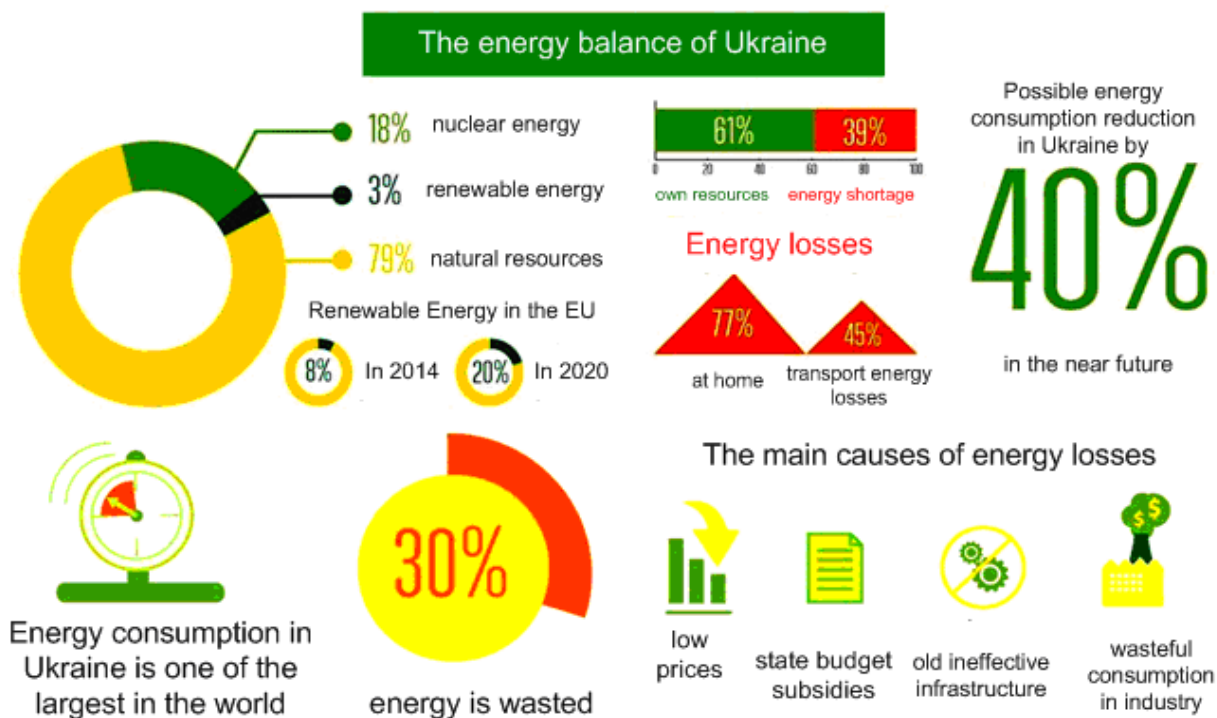 The energy balance of Ukraine
18% nuclear energy
3% renewable energy
79% natural resources
Renewable Energy in the EU
8% In 2014
20% In 2020
61% 39%
0 20 40 60 80 100
own resources energy shortage
Energy losses
77% 45%
at home
transport energy
losses
Possible energy
consumption reduction
in Ukraine by
40%
in the near future
Energy consumption in
Ukraine is one of the
largest in the world
30%
energy is wasted
The main causes of energy losses
low
prices
state budget
subsidies
old ineffective
infrastructure
$ $
wasteful
consumption
in industry